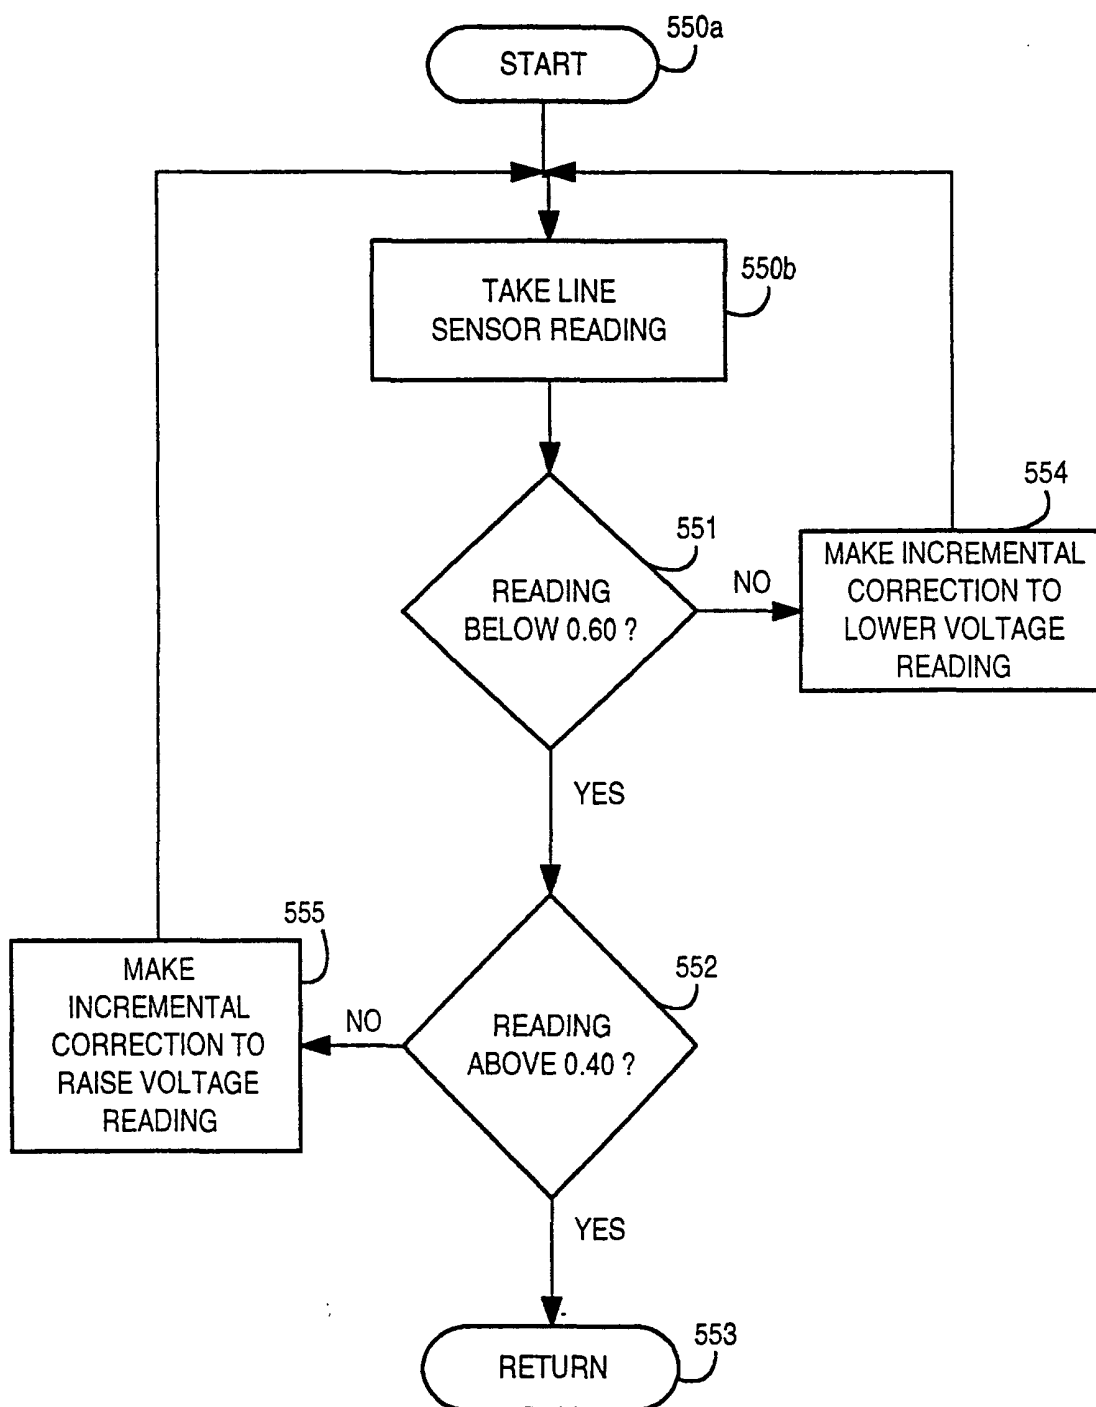 550a
START
TAKE LINE
SENSOR READING
550b
551
READING
BELOW 0.60 ?
NO
554
MAKE INCREMENTAL
CORRECTION TO
LOWER VOLTAGE
READING
YES
555
MAKE
INCREMENTAL
CORRECTION TO
RAISE VOLTAGE
READING
NO
552
READING
ABOVE 0.40 ?
YES
RETURN
553